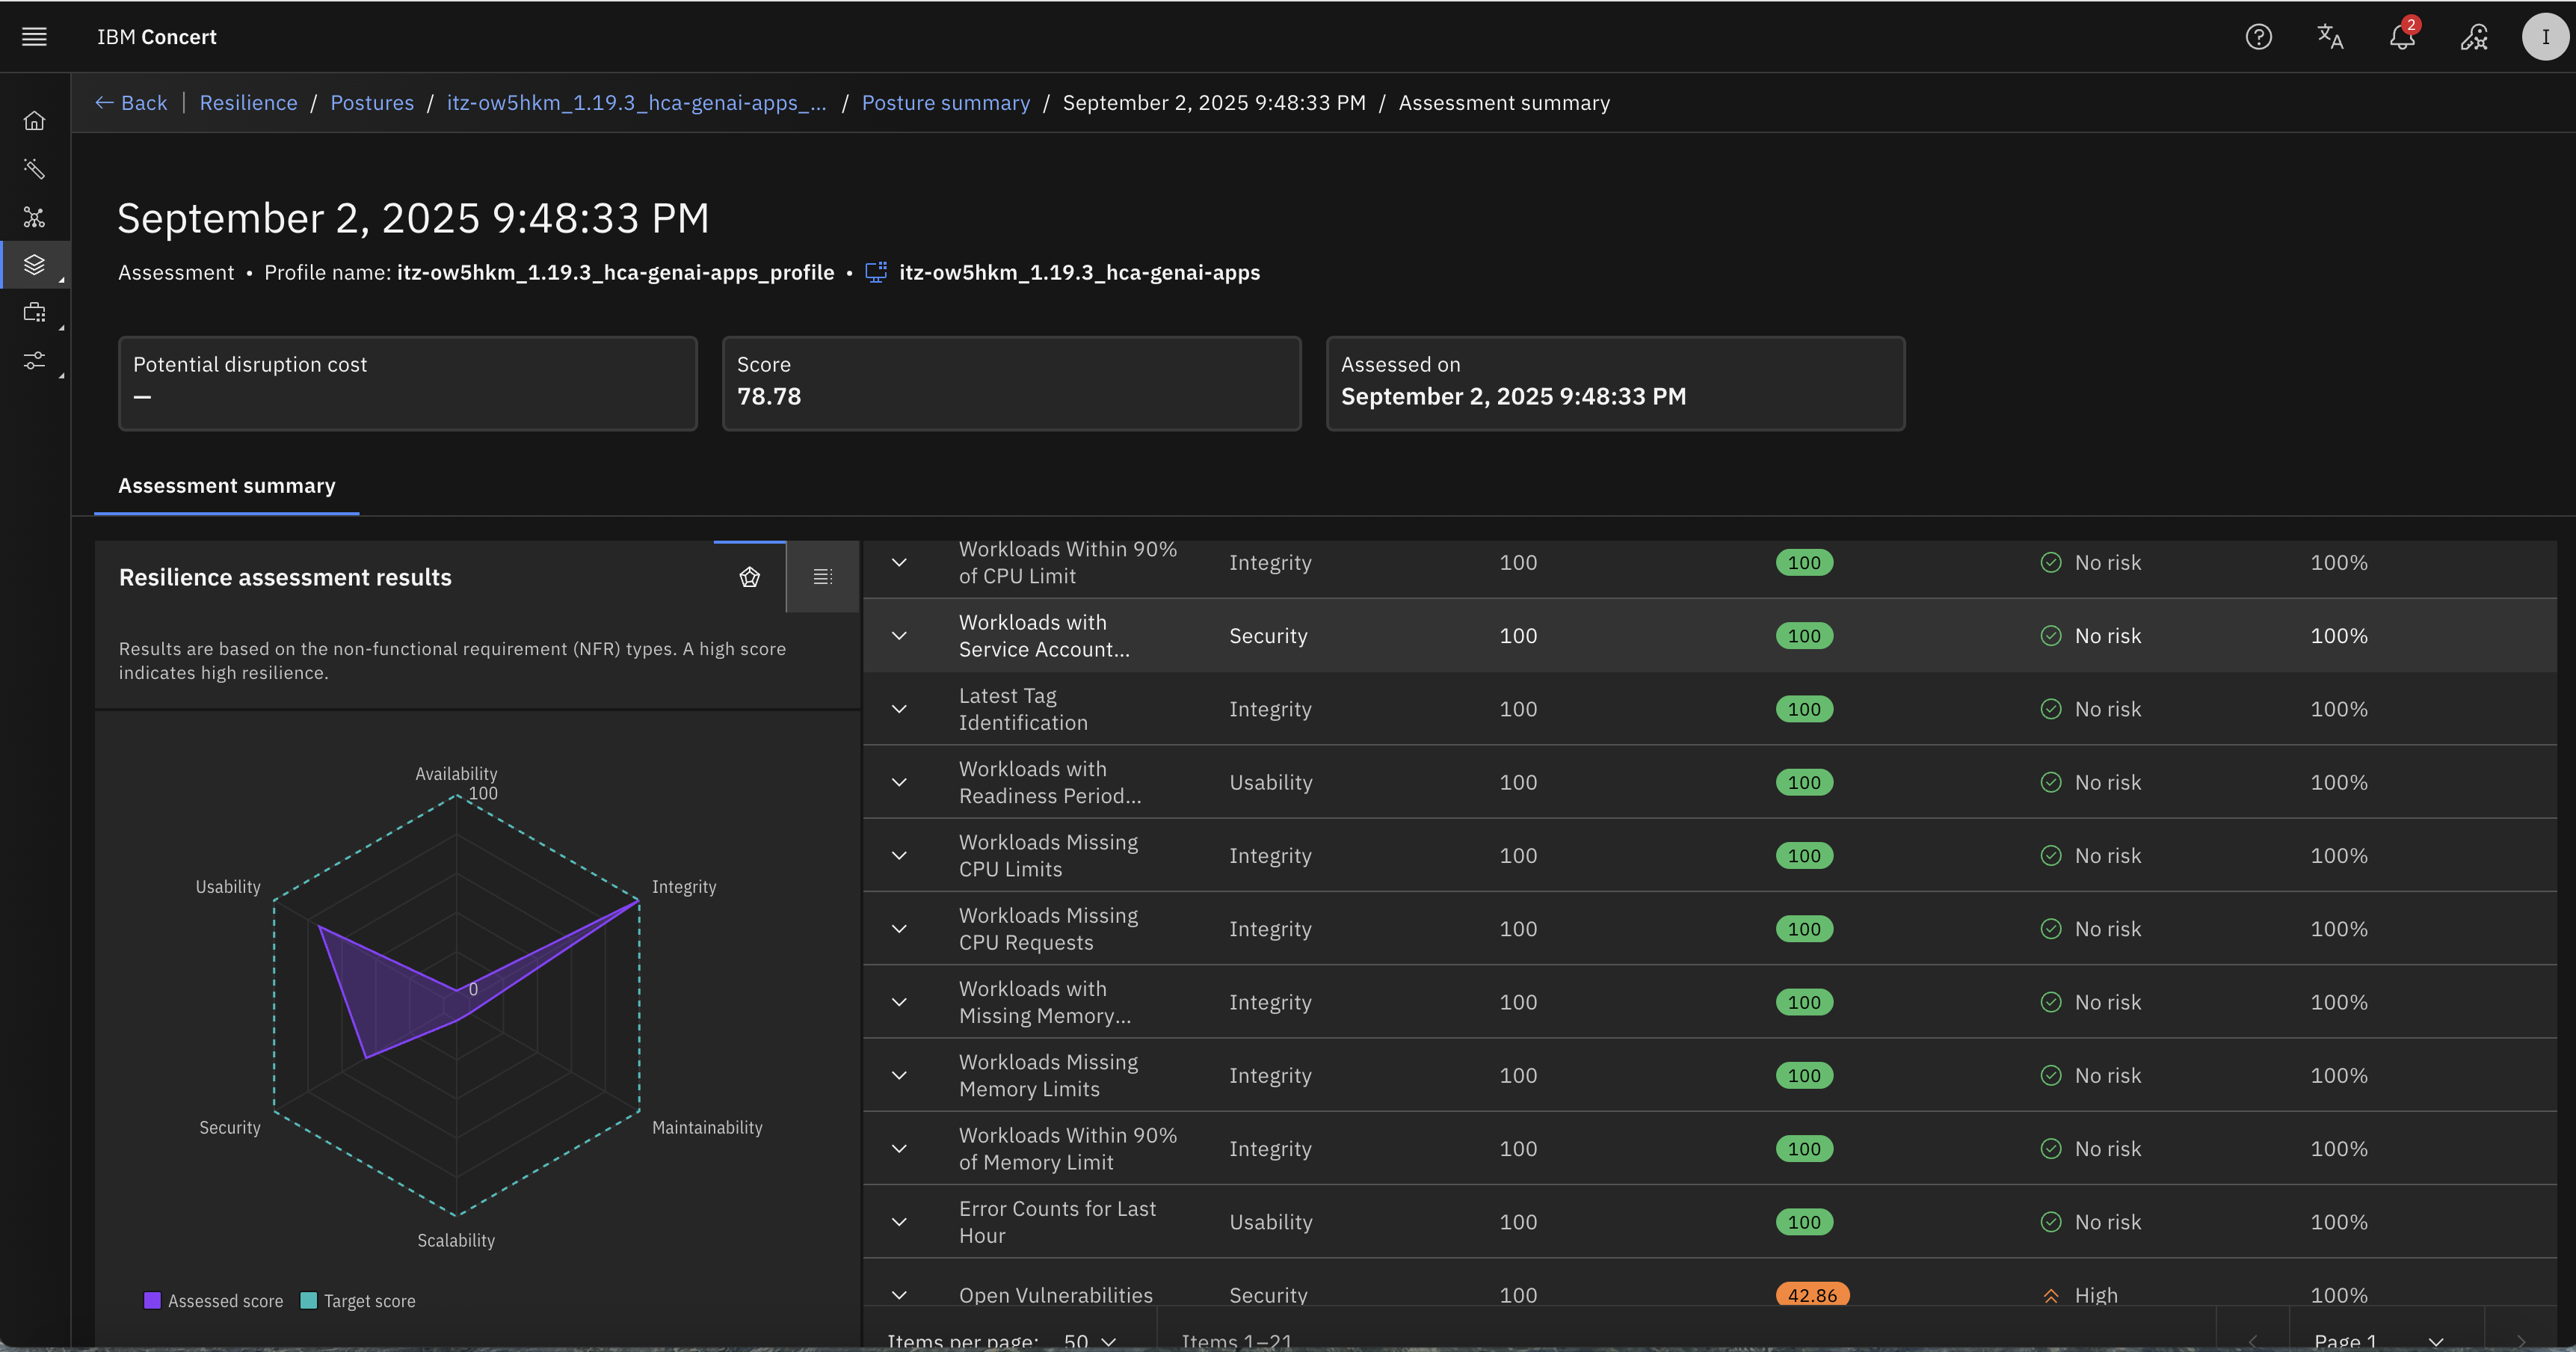 IBM Concert
2
I
← Back | Resilience / Postures / itz-ow5hkm_1.19.3_hca-genai-apps_... / Posture summary / September 2, 2025 9:48:33 PM / Assessment summary
September 2, 2025 9:48:33 PM
Assessment • Profile name: itz-ow5hkm_1.19.3_hca-genai-apps_profile • itz-ow5hkm_1.19.3_hca-genai-apps
Potential disruption cost
—
Score
78.78
Assessed on
September 2, 2025 9:48:33 PM
Assessment summary
Resilience assessment results
Results are based on the non-functional requirement (NFR) types. A high score
indicates high resilience.
Availability
100
Usability
Integrity
0
Security
Maintainability
Scalability
Assessed score
Target score
Workloads Within 90%
of CPU Limit
Integrity 100 100 No risk 100%
Workloads with
Service Account...
Security 100 100 No risk 100%
Latest Tag
Identification
Integrity 100 100 No risk 100%
Workloads with
Readiness Period...
Usability 100 100 No risk 100%
Workloads Missing
CPU Limits
Integrity 100 100 No risk 100%
Workloads Missing
CPU Requests
Integrity 100 100 No risk 100%
Workloads with
Missing Memory...
Integrity 100 100 No risk 100%
Workloads Missing
Memory Limits
Integrity 100 100 No risk 100%
Workloads Within 90%
of Memory Limit
Integrity 100 100 No risk 100%
Error Counts for Last
Hour
Usability 100 100 No risk 100%
Open Vulnerabilities Security 100 42.86 High 100%
Items per page: 50 Items 1–21 Page 1